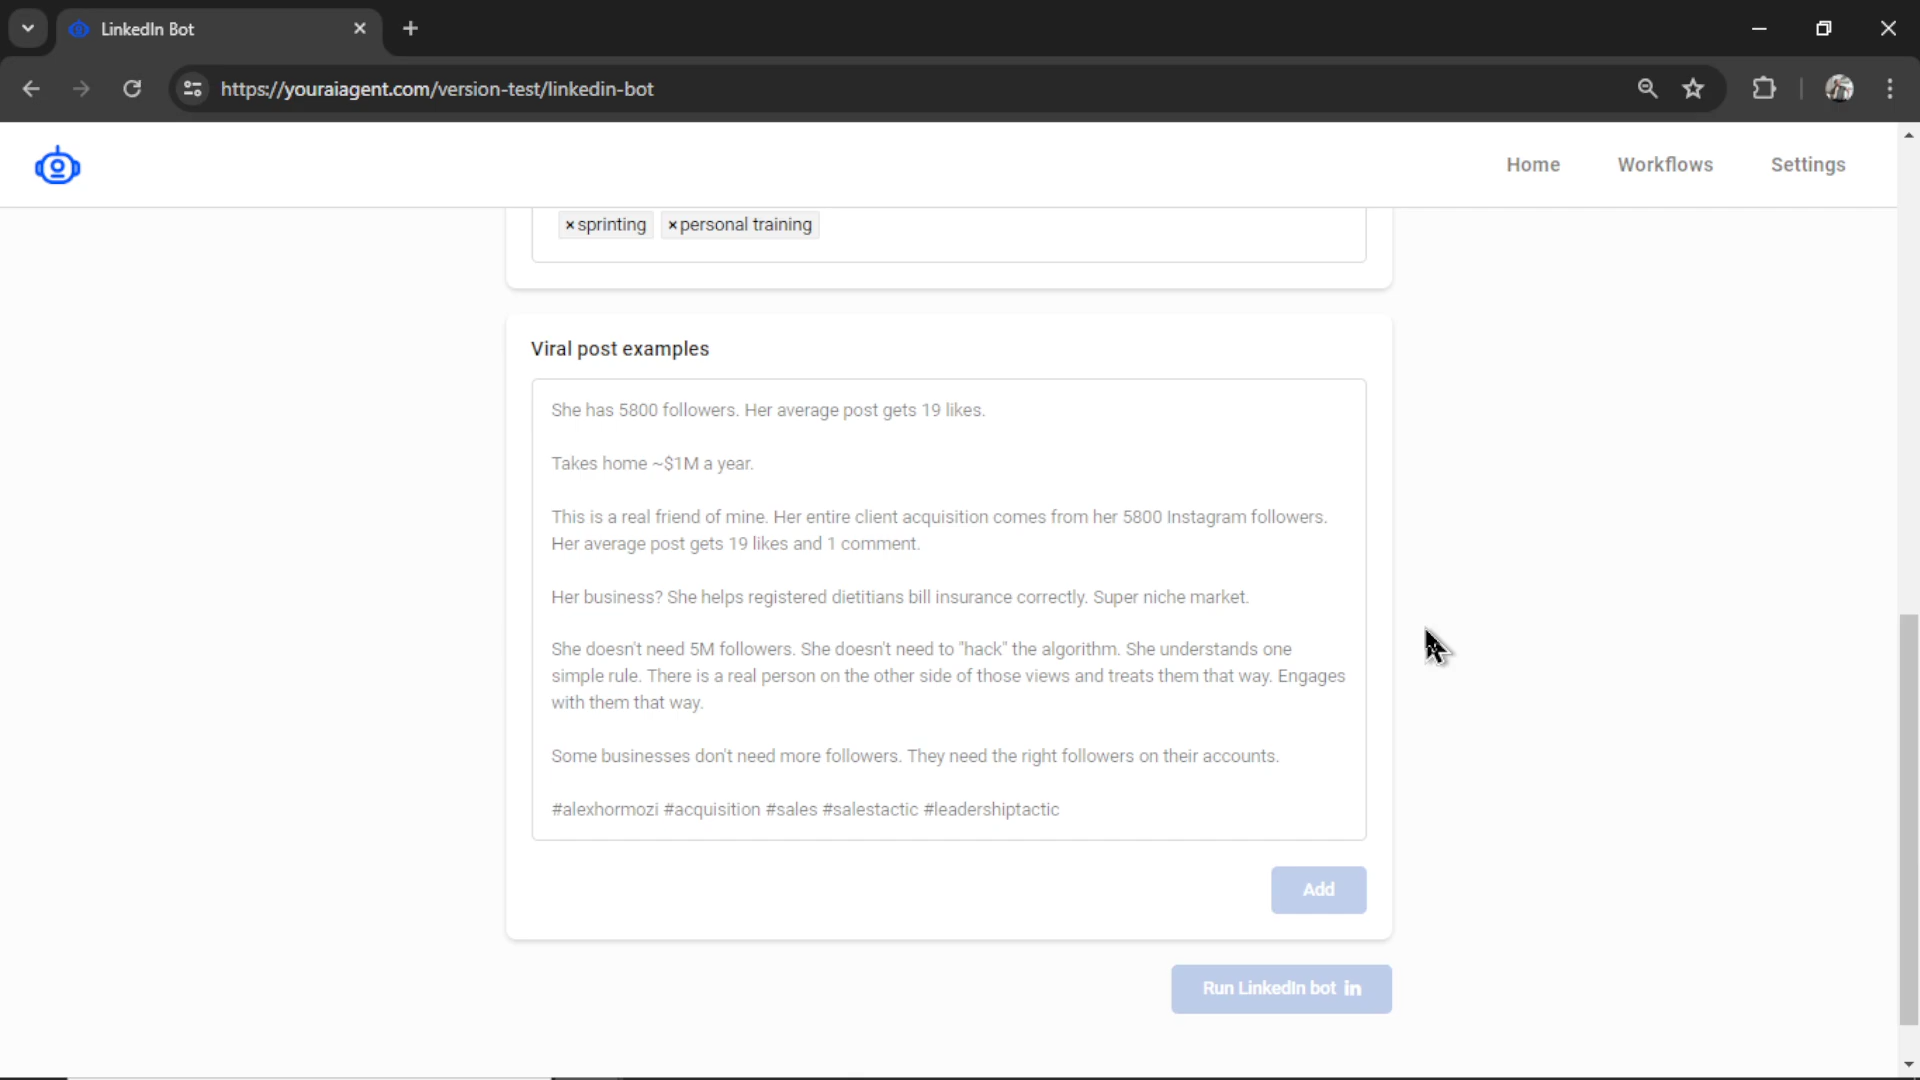 LinkedIn Bot
https://youraiagent.com/version-test/linkedin-bot
Home Workflows Settings
×sprinting ×personal training
Viral post examples
She has 5800 followers. Her average post gets 19 likes.
Takes home ~$1M a year.
This is a real friend of mine. Her entire client acquisition comes from her 5800 Instagram followers.
Her average post gets 19 likes and 1 comment.
Her business? She helps registered dietitians bill insurance correctly. Super niche market.
She doesn't need 5M followers. She doesn't need to "hack" the algorithm. She understands one
simple rule. There is a real person on the other side of those views and treats them that way. Engages
with them that way.
Some businesses don't need more followers. They need the right followers on their accounts.
#alexhormozi #acquisition #sales #salestactic #leadershiptactic
Add
Run LinkedIn bot in